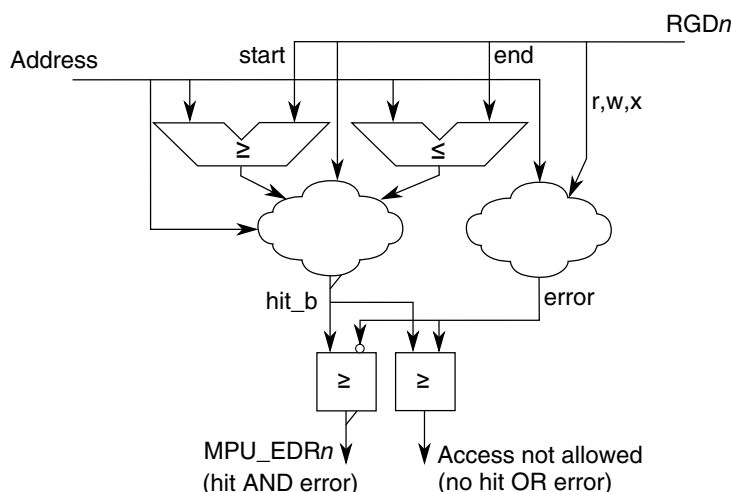 RGDn
Address
start
end
r,w,x
≥
≤
hit_b
error
≥
≥
MPU_EDRn
(hit AND error)
Access not allowed
(no hit OR error)